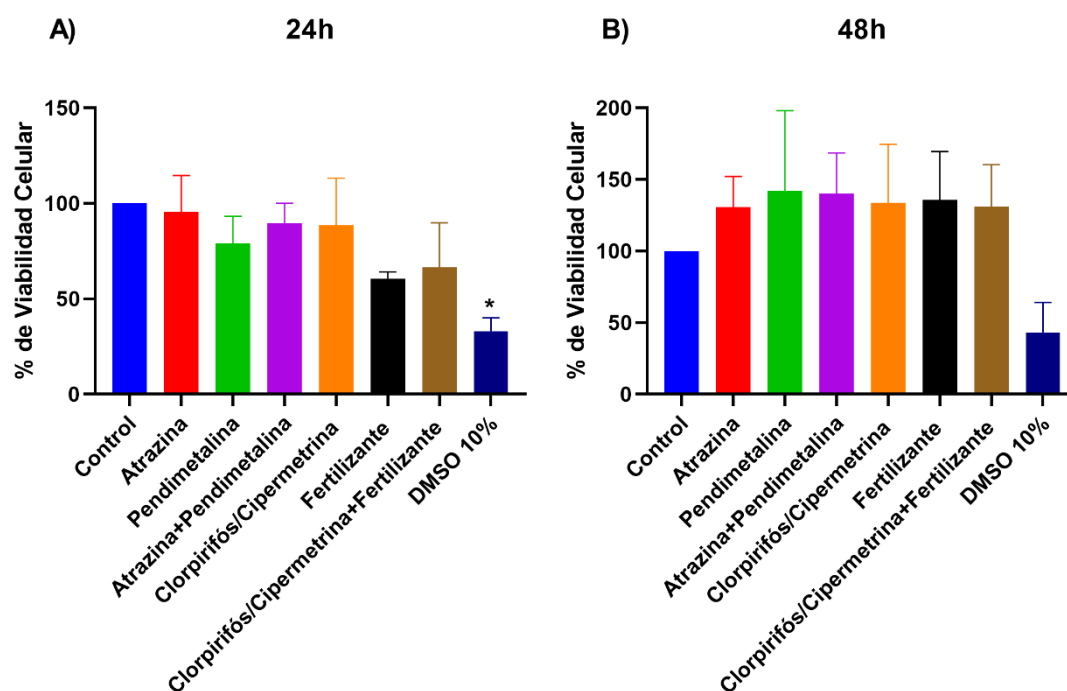 A)
24h
% de Viabilidad Celular
150
100
50
0
*
Control
Atrazina
Pendimetalina
Atrazina+Pendimetalina
Clorpirifós/Cipermetrina
Fertilizante
Clorpirifós/Cipermetrina+Fertilizante
DMSO 10%
B)
48h
% de Viabilidad Celular
200
150
100
50
0
Control
Atrazina
Pendimetalina
Atrazina+Pendimetalina
Clorpirifós/Cipermetrina
Fertilizante
Clorpirifós/Cipermetrina+Fertilizante
DMSO 10%